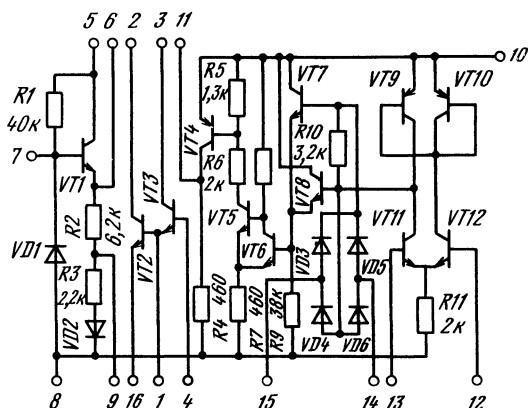 5 6 2 3 11
10
R1
40к
7
VT1
R2
6,2к
VD1
R3
2,2к
VD2
VT2
VT3
VT4
R5
1,3к
R6
2к
VT5
VT6
R4
460
R7
460
R9
38к
VT7
R10
3,2к
VT8
VD3
VD4
VD5
VD6
VT9
VT10
VT11
VT12
R11
2к
8 9 16 1 4 15 14 13 12